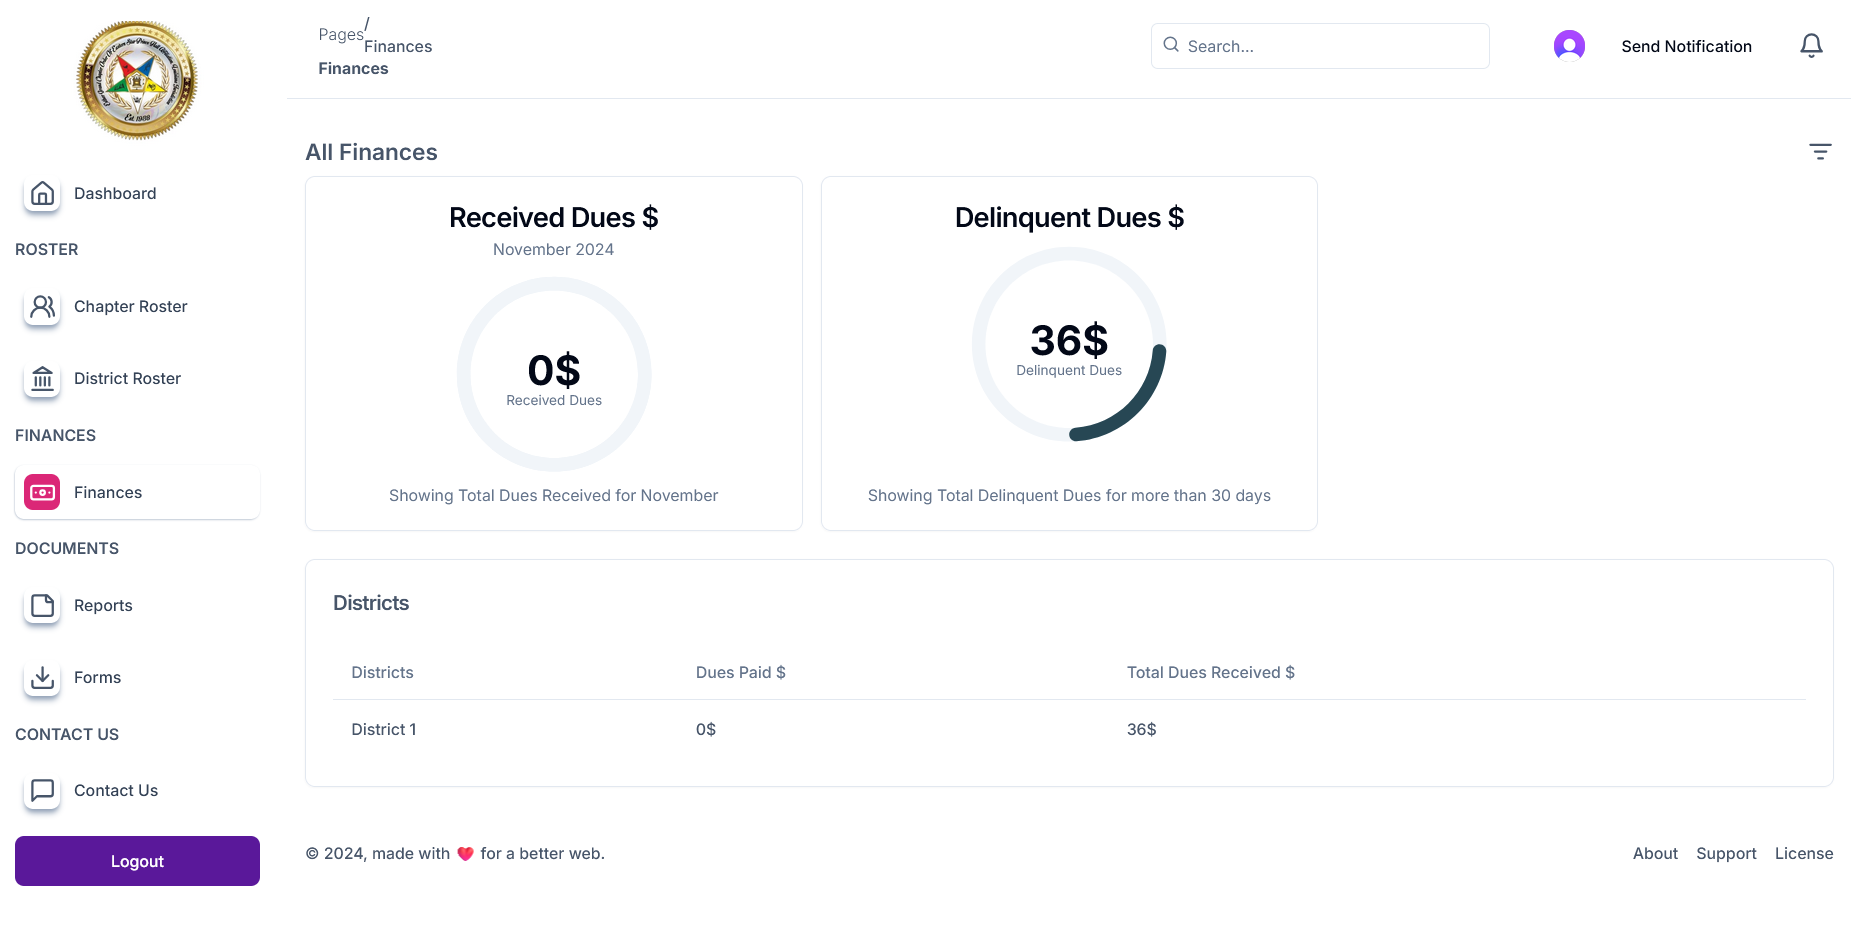 Est. 1988
Dashboard
ROSTER
Chapter Roster
District Roster
FINANCES
Finances
DOCUMENTS
Reports
Forms
CONTACT US
Contact Us
Logout
Pages
/
Finances
Finances
Search...
Send Notification
All Finances
Received Dues $
November 2024
0$
Received Dues
Showing Total Dues Received for November
Delinquent Dues $
36$
Delinquent Dues
Showing Total Delinquent Dues for more than 30 days
Districts
Districts Dues Paid $ Total Dues Received $
District 1 0$ 36$
© 2024, made with ❤️ for a better web.
About Support License